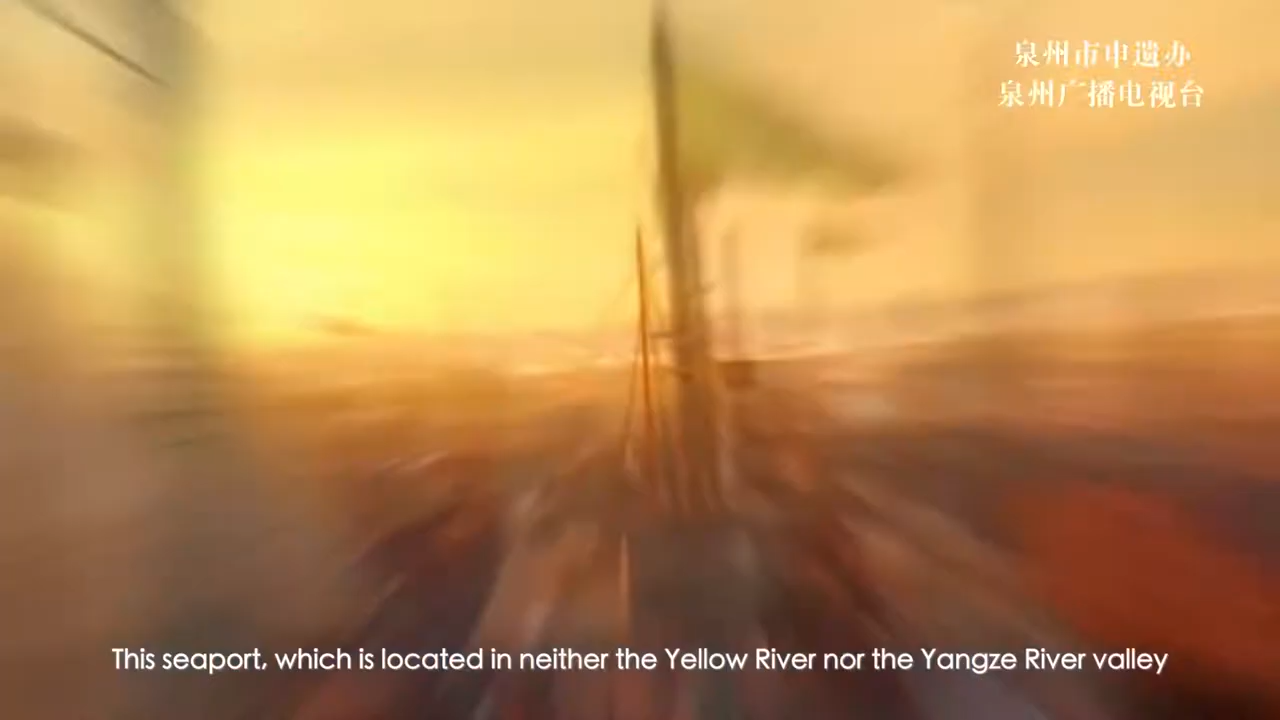 泉州市申遗办
泉州广播电视台
This seaport, which is located in neither the Yellow River nor the Yangze River valley